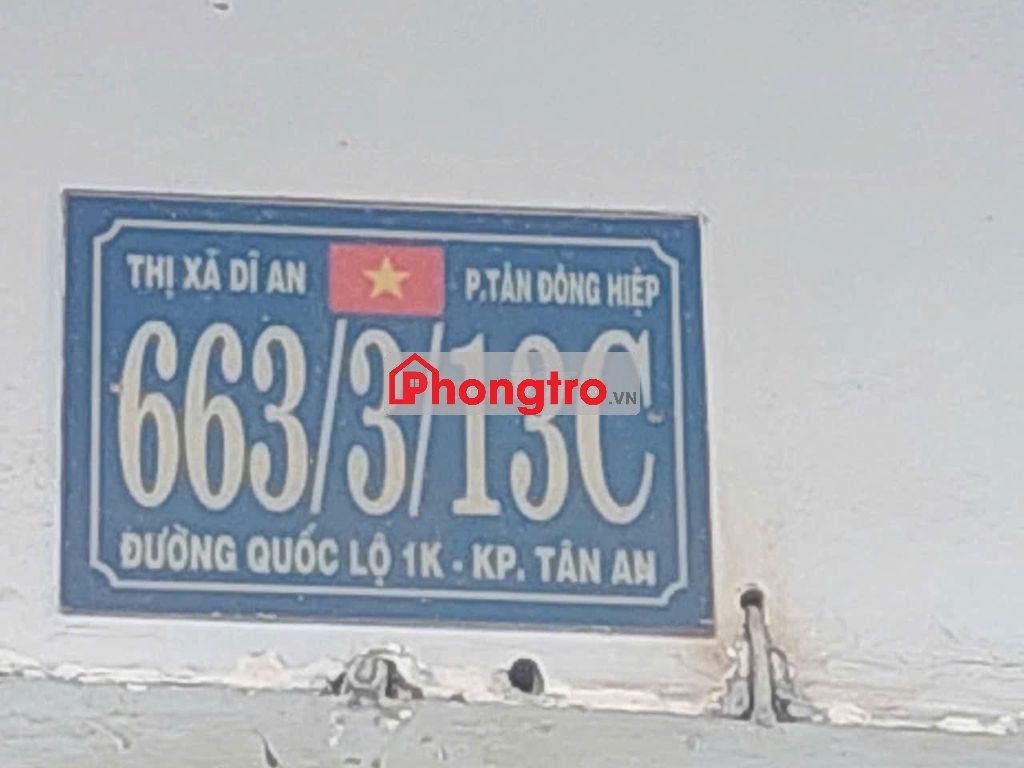 THỊ XÃ DĨ AN
P.TÂN ĐÔNG HIỆP
663/3/13C
Phongtro.VN
ĐƯỜNG QUỐC LỘ 1K - KP. TÂN AN